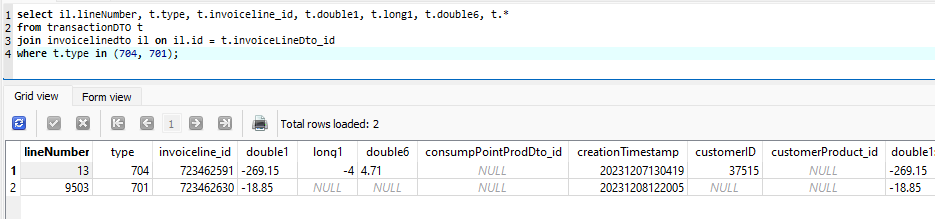 1 select il.lineNumber, t.type, t.invoiceline_id, t.double1, t.long1, t.double6, t.*
2 from transactionDTO t
3 join invoicelinedto il on il.id = t.invoiceLineDto_id
4 where t.type in (704, 701);
Grid view Form view
1 Total rows loaded: 2
lineNumber type invoiceline_id double1 long1 double6 consumpPointProdDto_id creationTimestamp customerID customerProduct_id double1
1 13 704 723462591 -269.15 -4 4.71 NULL 20231207130419 37515 NULL -269.15
2 9503 701 723462630 -18.85 NULL NULL NULL 20231208122005 NULL NULL -18.85